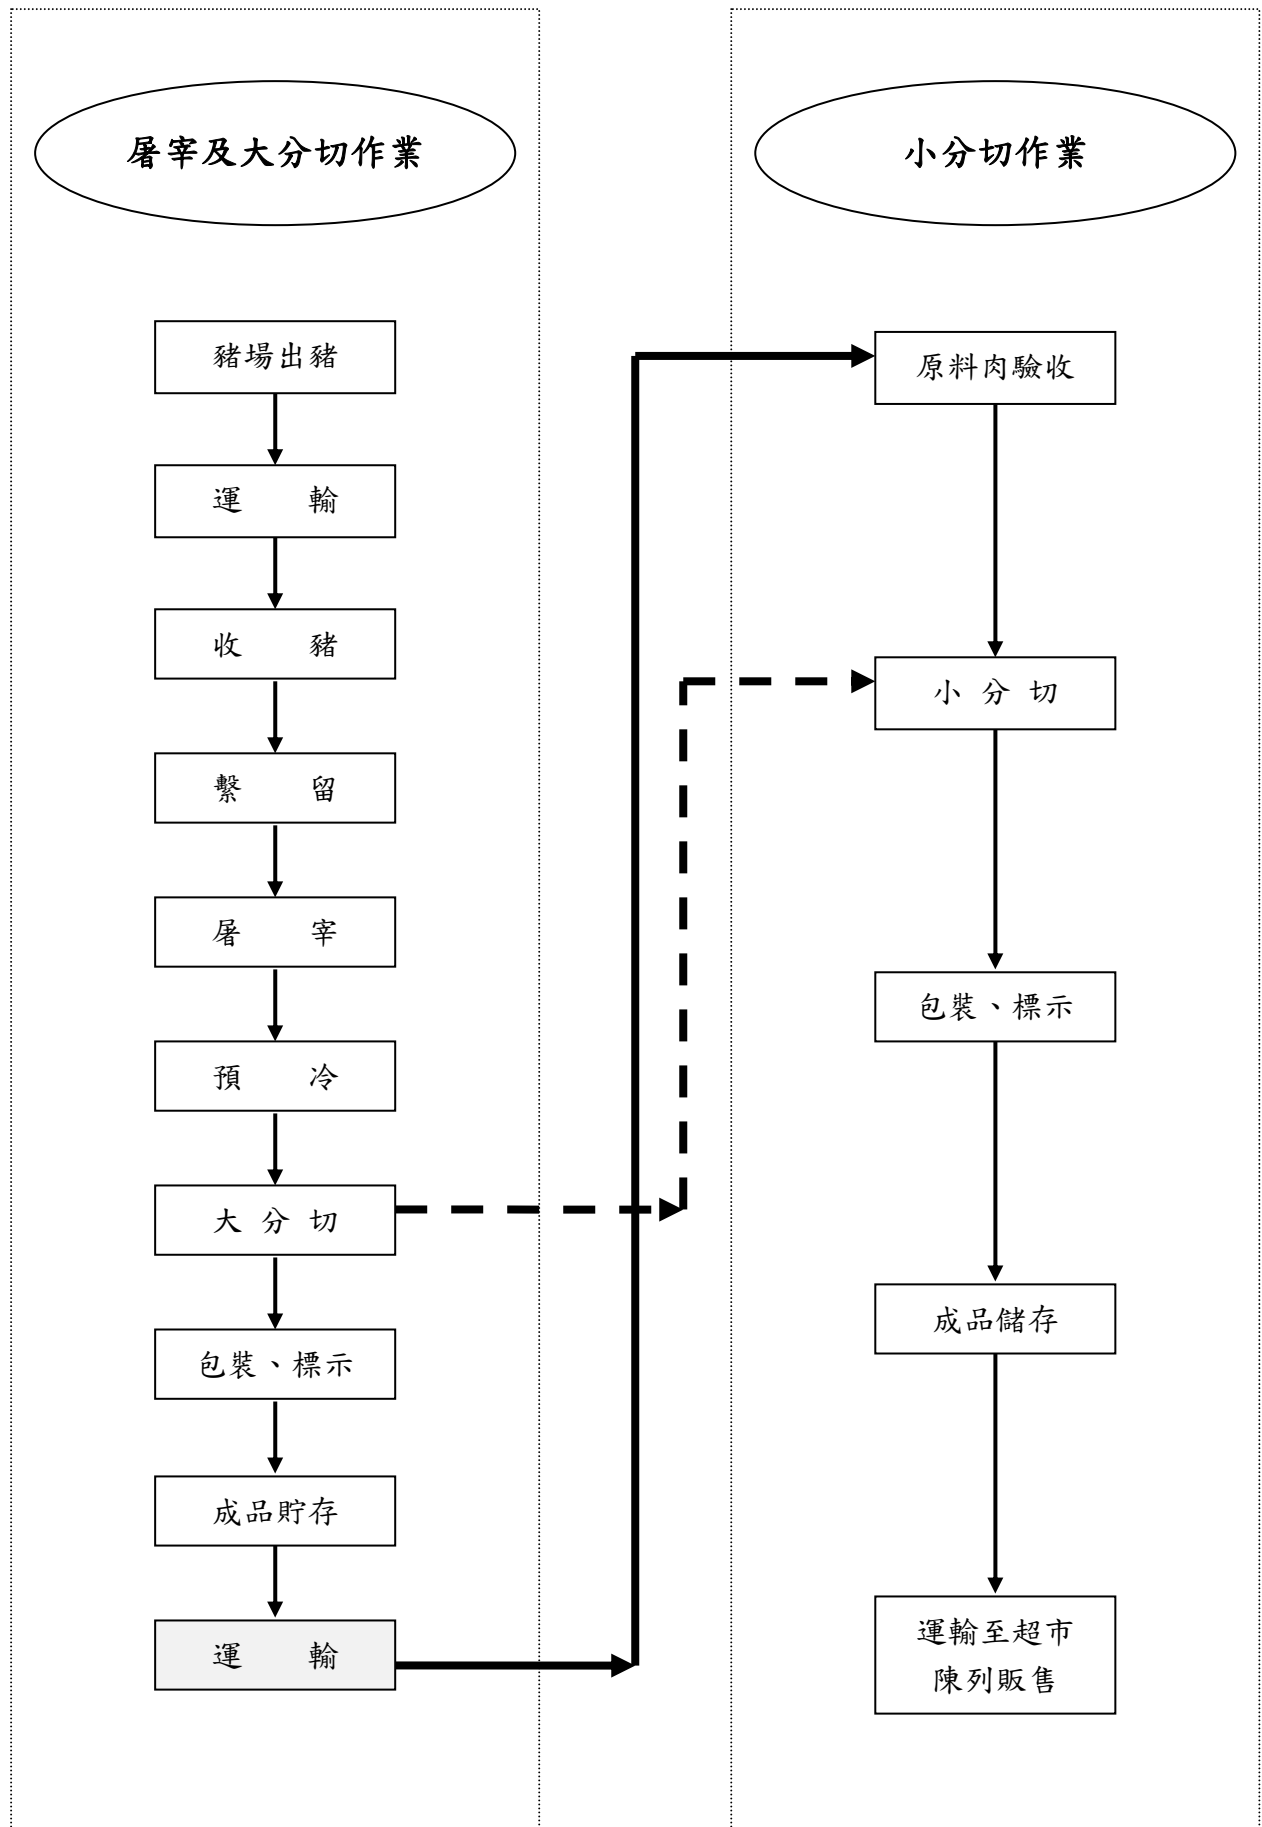 屠宰及大分切作業
豬場出豬
運 輸
收 豬
繫 留
屠 宰
預 冷
大 分 切
包裝、標示
成品貯存
運 輸
小分切作業
原料肉驗收
小 分 切
包裝、標示
成品儲存
運輸至超市
陳列販售